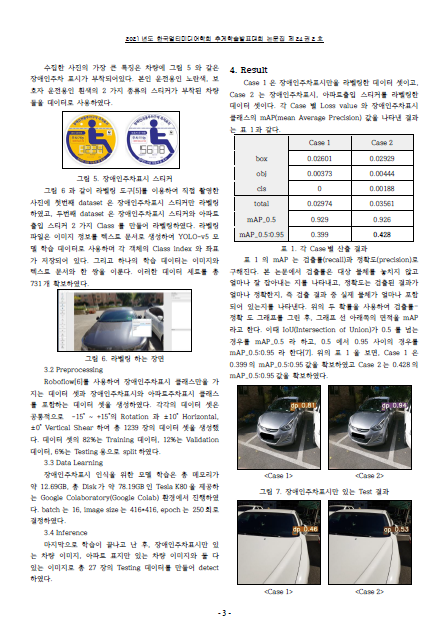 2021년도 한국멀티미디어학회 추계학술발표대회 논문집 제24권 2호
수집한 사진의 가장 큰 특징은 차량에 그림 5 와 같은
장애인주차 표시가 부착되어있다. 본인 운전용인 노란색, 보
호자 운전용인 흰색의 2 가지 종류의 스티커가 부착된 차량
들을 데이터로 사용하였다.
그림 5. 장애인주차표시 스티커
그림 6 과 같이 라벨링 도구[5]를 이용하여 직접 촬영한
사진에 첫번째 dataset 은 장애인주차표시 스티커만 라벨링
하였고, 두번째 dataset 은 장애인주차표시 스티커와 아파트
출입 스티커 2 가지 Class 를 만들어 라벨링하였다. 라벨링
파일은 이미지 정보를 텍스트 문서로 생성하여 YOLO-v5 모
델 학습 데이터로 사용하며 각 객체의 Class Index 와 좌표
가 저장되어 있다. 그리고 하나의 학습 데이터는 이미지와
텍스트 문서의 한 쌍을 이룬다. 이러한 데이터 세트를 총
731 개 확보하였다.
그림 6. 라벨링 하는 장면
3.2 Preprocessing
Roboflow[6]를 사용하여 장애인주차표시 클래스만을 가
지는 데이터 셋과 장애인주차표시와 아파트주차표시 클래스
를 포함하는 데이터 셋을 생성하였다. 각각의 데이터 셋은
공통적으로 -15˚ ~ +15˚의 Rotation 과 ±10˚ Horizontal,
±0˚ Vertical Shear 하여 총 1239 장의 데이터 셋을 생성했
다. 데이터 셋의 82%는 Training 데이터, 12%는 Validation
데이터, 6%는 Testing 용으로 split 하였다.
3.3 Data Learning
장애인주차표시 인식을 위한 모델 학습은 총 메모리가
약 12.69GB, 총 Disk가 약 78.19GB 인 Tesla K80 을 제공하
는 Google Colaboratory(Google Colab) 환경에서 진행하였
다. batch 는 16, image size 는 416*416, epoch 는 250 회로
결정하였다.
3.4 Inference
마지막으로 학습이 끝나고 난 후, 장애인주차표시만 있
는 차량 이미지, 아파트 표지만 있는 차량 이미지와 둘 다
있는 이미지로 총 27 장의 Testing 데이터를 만들어 detect
하였다.
4. Result
Case 1 은 장애인주차표시만을 라벨링한 데이터 셋이고,
Case 2 는 장애인주차표시, 아파트출입 스티커를 라벨링한
데이터 셋이다. 각 Case 별 Loss value 와 장애인주차표시
클래스의 mAP(mean Average Precision) 값을 나타낸 결과
는 표 1 과 같다.
Case 1 Case 2
box 0.02601 0.02929
obj 0.00373 0.00444
cls 0 0.00188
total 0.02974 0.03561
mAP_0.5 0.929 0.926
mAP_0.5:0.95 0.399 0.428
표 1. 각 Case 별 산출 결과
표 1 의 mAP 는 검출률(recall)과 정확도(precision)로
구해진다. 본 논문에서 검출률은 대상 물체를 놓치지 않고
얼마나 잘 잡아내는 지를 나타내고, 정확도는 검출된 결과가
얼마나 정확한지, 즉 검출 결과 중 실제 물체가 얼마나 포함
되어 있는지를 나타낸다. 위의 두 확률을 사용하여 검출률-
정확 도 그래프를 그린 후, 그래프 선 아래쪽의 면적을 mAP
라고 한다. 이때 IoU(Intersection of Union)가 0.5 를 넘는
경우를 mAP_0.5 라 하고, 0.5 에서 0.95 사이의 경우를
mAP_0.5:0.95 라 한다[7]. 위의 표 1 을 보면, Case 1 은
0.399 의 mAP_0.5:0.95 값을 확보하였고 Case 2 는 0.428 의
mAP_0.5:0.95 값을 확보하였다.
dp 0.81 dp 0.94
<Case 1> <Case 2>
그림 7. 장애인주차표시만 있는 Test 결과
dp 0.46 dp 0.53
<Case 1> <Case 2>
- 3 -